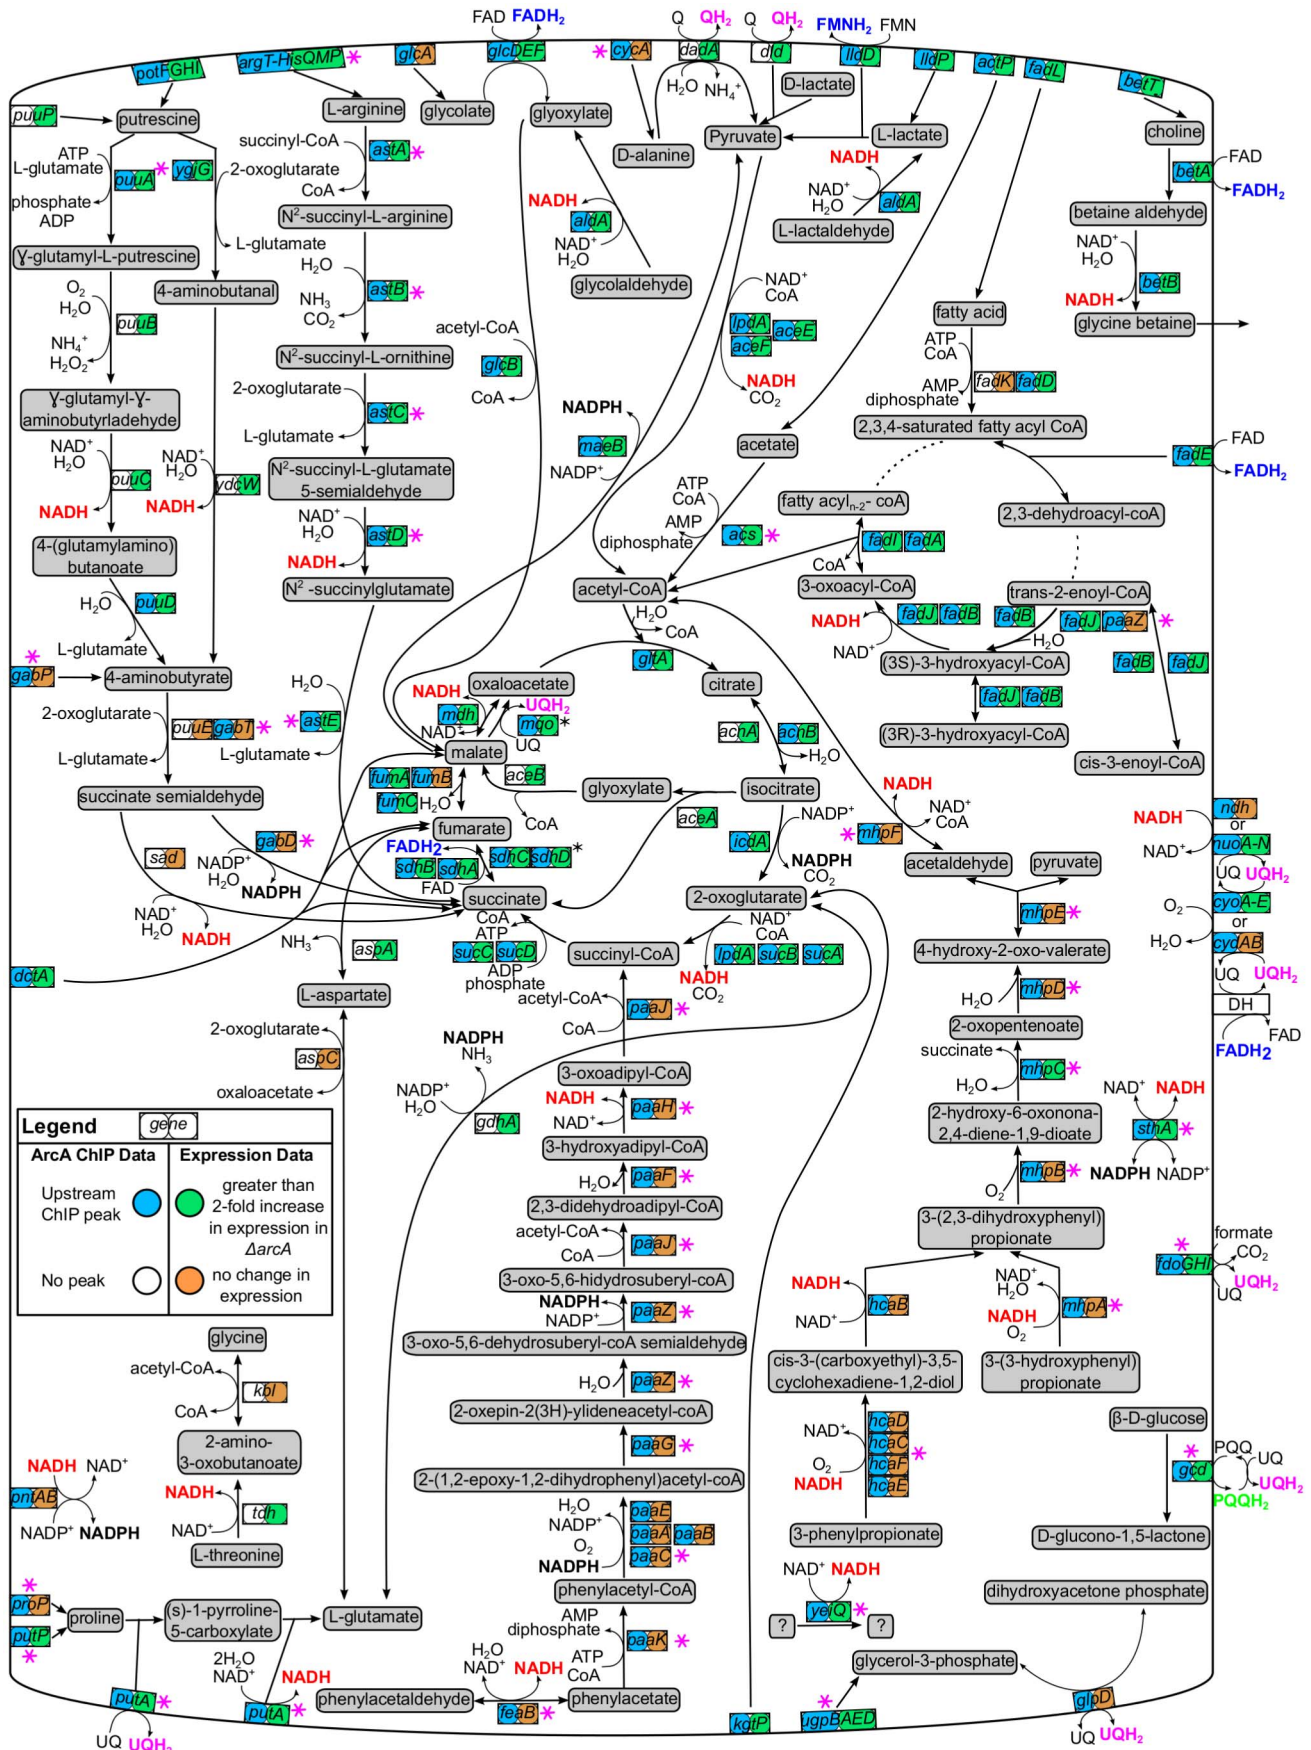 FAD FADH2 Q QH2 Q QH2 FMNH2 FMN
potFGHI argT-HisQMP * glcA glcDEF * cycA dadA dld lldD lldP actP fadL betT
H2O NH4+ D-lactate
puuP putrescine L-arginine glycolate glyoxylate Pyruvate L-lactate choline
D-alanine
ATP
L-glutamate
puuA * ygjG
phosphate
ADP
2-oxoglutarate
L-glutamate
succinyl-CoA
astA *
CoA
NADH
aldA
NAD+
H2O
glycolaldehyde
NADH
NAD+
H2O
aldA
L-lactaldehyde
betA
FAD
FADH2
betaine aldehyde
NAD+
H2O
NADH
betB
glycine betaine
ɣ-glutamyl-L-putrescine
4-aminobutanal
N2-succinyl-L-arginine
H2O
astB *
NH3
CO2
O2
H2O
puuB
NH4+
H2O2
N2-succinyl-L-ornithine
acetyl-CoA
glcB
CoA
NAD+
CoA
lpdA aceE
aceF
NADH
CO2
fatty acid
ATP
CoA
fadK fadD
AMP
diphosphate
2,3,4-saturated fatty acyl CoA
ɣ-glutamyl-ɣ-
aminobutyrladehyde
2-oxoglutarate
astC *
L-glutamate
NADPH
maeB
NADP+
acetate
fadE
FAD
FADH2
NAD+
H2O
puuC
NADH
NAD+
H2O
ydcW
NADH
N2-succinyl-L-glutamate
5-semialdehyde
NAD+
H2O
astD *
NADH
N2 -succinylglutamate
ATP
CoA
AMP
diphosphate
acs *
fatty acyln-2- coA
2,3-dehydroacyl-coA
fadI fadA
CoA
3-oxoacyl-CoA
trans-2-enoyl-CoA
4-(glutamylamino)
butanoate
H2O
puuD
L-glutamate
acetyl-CoA
H2O
CoA
gltA
NADH
NAD+
fadJ fadB
fadB
H2O
fadJ paaZ *
fadB fadJ
(3S)-3-hydroxyacyl-CoA
fadJ fadB
(3R)-3-hydroxyacyl-CoA
cis-3-enoyl-CoA
*
gabP
4-aminobutyrate
2-oxoglutarate
puuE gabT *
L-glutamate
H2O
* astE
L-glutamate
oxaloacetate
NADH
mdh
NAD+
UQH2
mqo *
UQ
citrate
acnA acnB
H2O
malate
fumA fumB
fumC H2O
aceB
CoA
glyoxylate
isocitrate
aceA
succinate semialdehyde
sad
NAD+
H2O
NADH
gabD *
NADP+
H2O
NADPH
fumarate
FADH2
sdhB sdhA sdhC sdhD *
FAD
succinate
icdA
NADP+
NADPH
CO2
2-oxoglutarate
* mhpF
NADH
NAD+
CoA
acetaldehyde pyruvate
mhpE *
NADH
ndh
or
nuoA-N
NAD+
UQ UQH2
O2
cyoA-E
or
H2O
cydAB
UQ UQH2
DH
FAD
FADH2
CoA
ATP
sucC sucD
ADP
phosphate
succinyl-CoA
NAD+
CoA
lpdA sucB sucA
NADH
CO2
4-hydroxy-2-oxo-valerate
H2O mhpD *
2-oxopentenoate
succinate
mhpC *
H2O
2-hydroxy-6-oxonona-
2,4-diene-1,9-dioate
O2 mhpB *
3-(2,3-dihydroxyphenyl)
propionate
NH3
aspA
dctA
L-aspartate
2-oxoglutarate
aspC
oxaloacetate
acetyl-CoA
paaJ *
CoA
NADPH
NH3
NADP+
H2O
gdhA
3-oxoadipyl-CoA
NADH
paaH *
NAD+
3-hydroxyadipyl-CoA
H2O paaF *
2,3-didehydroadipyl-CoA
acetyl-CoA
paaJ *
CoA
3-oxo-5,6-hidydrosuberyl-coA
NADPH
NADP+
paaZ *
3-oxo-5,6-dehydrosuberyl-coA semialdehyde
H2O paaZ *
2-oxepin-2(3H)-ylideneacetyl-coA
paaG *
2-(1,2-epoxy-1,2-dihydrophenyl)acetyl-coA
H2O
NADP+
O2
NADPH
paaE
paaA paaB
paaC *
phenylacetyl-CoA
AMP
diphosphate
ATP
CoA
paaK *
phenylacetate
NAD+ NADH
sthA *
NADPH NADP+
*
fdoGHI
formate
CO2
UQH2
UQ
Legend gene
ArcA ChIP Data Expression Data
Upstream
ChIP peak
greater than
2-fold increase
in expression in
ΔarcA
No peak
no change in
expression
NADH
NAD+
hcaB
NAD+
H2O
NADH
O2
mhpA *
cis-3-(carboxyethyl)-3,5-
cyclohexadiene-1,2-diol
3-(3-hydroxyphenyl)
propionate
NAD+
O2
NADH
hcaD
hcaC
hcaF
hcaE
*
3-phenylpropionate
β-D-glucose
*
gcd
PQQ
UQ
UQH2
PQQH2
D-glucono-1,5-lactone
glycine
acetyl-CoA
kbl
CoA
2-amino-
3-oxobutanoate
NADH
tdh
NAD+
L-threonine
NADH NAD+
pntAB
NADP+ NADPH
*
proP
putP
*
proline
(s)-1-pyrroline-
5-carboxylate
L-glutamate
2H2O
NAD+
NADH
putA *
putA *
UQ UQH2
phenylacetaldehyde
H2O
NAD+
NADH
feaB *
NAD+ NADH
yeiQ *
? ?
dihydroxyacetone phosphate
glycerol-3-phosphate
*
kgtP ugpBAED
glpD
UQ UQH2